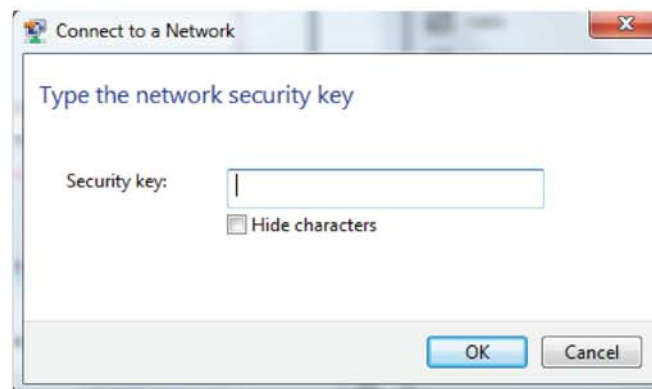 Connect to a Network
Type the network security key
Security key:
Hide characters
OK
Cancel